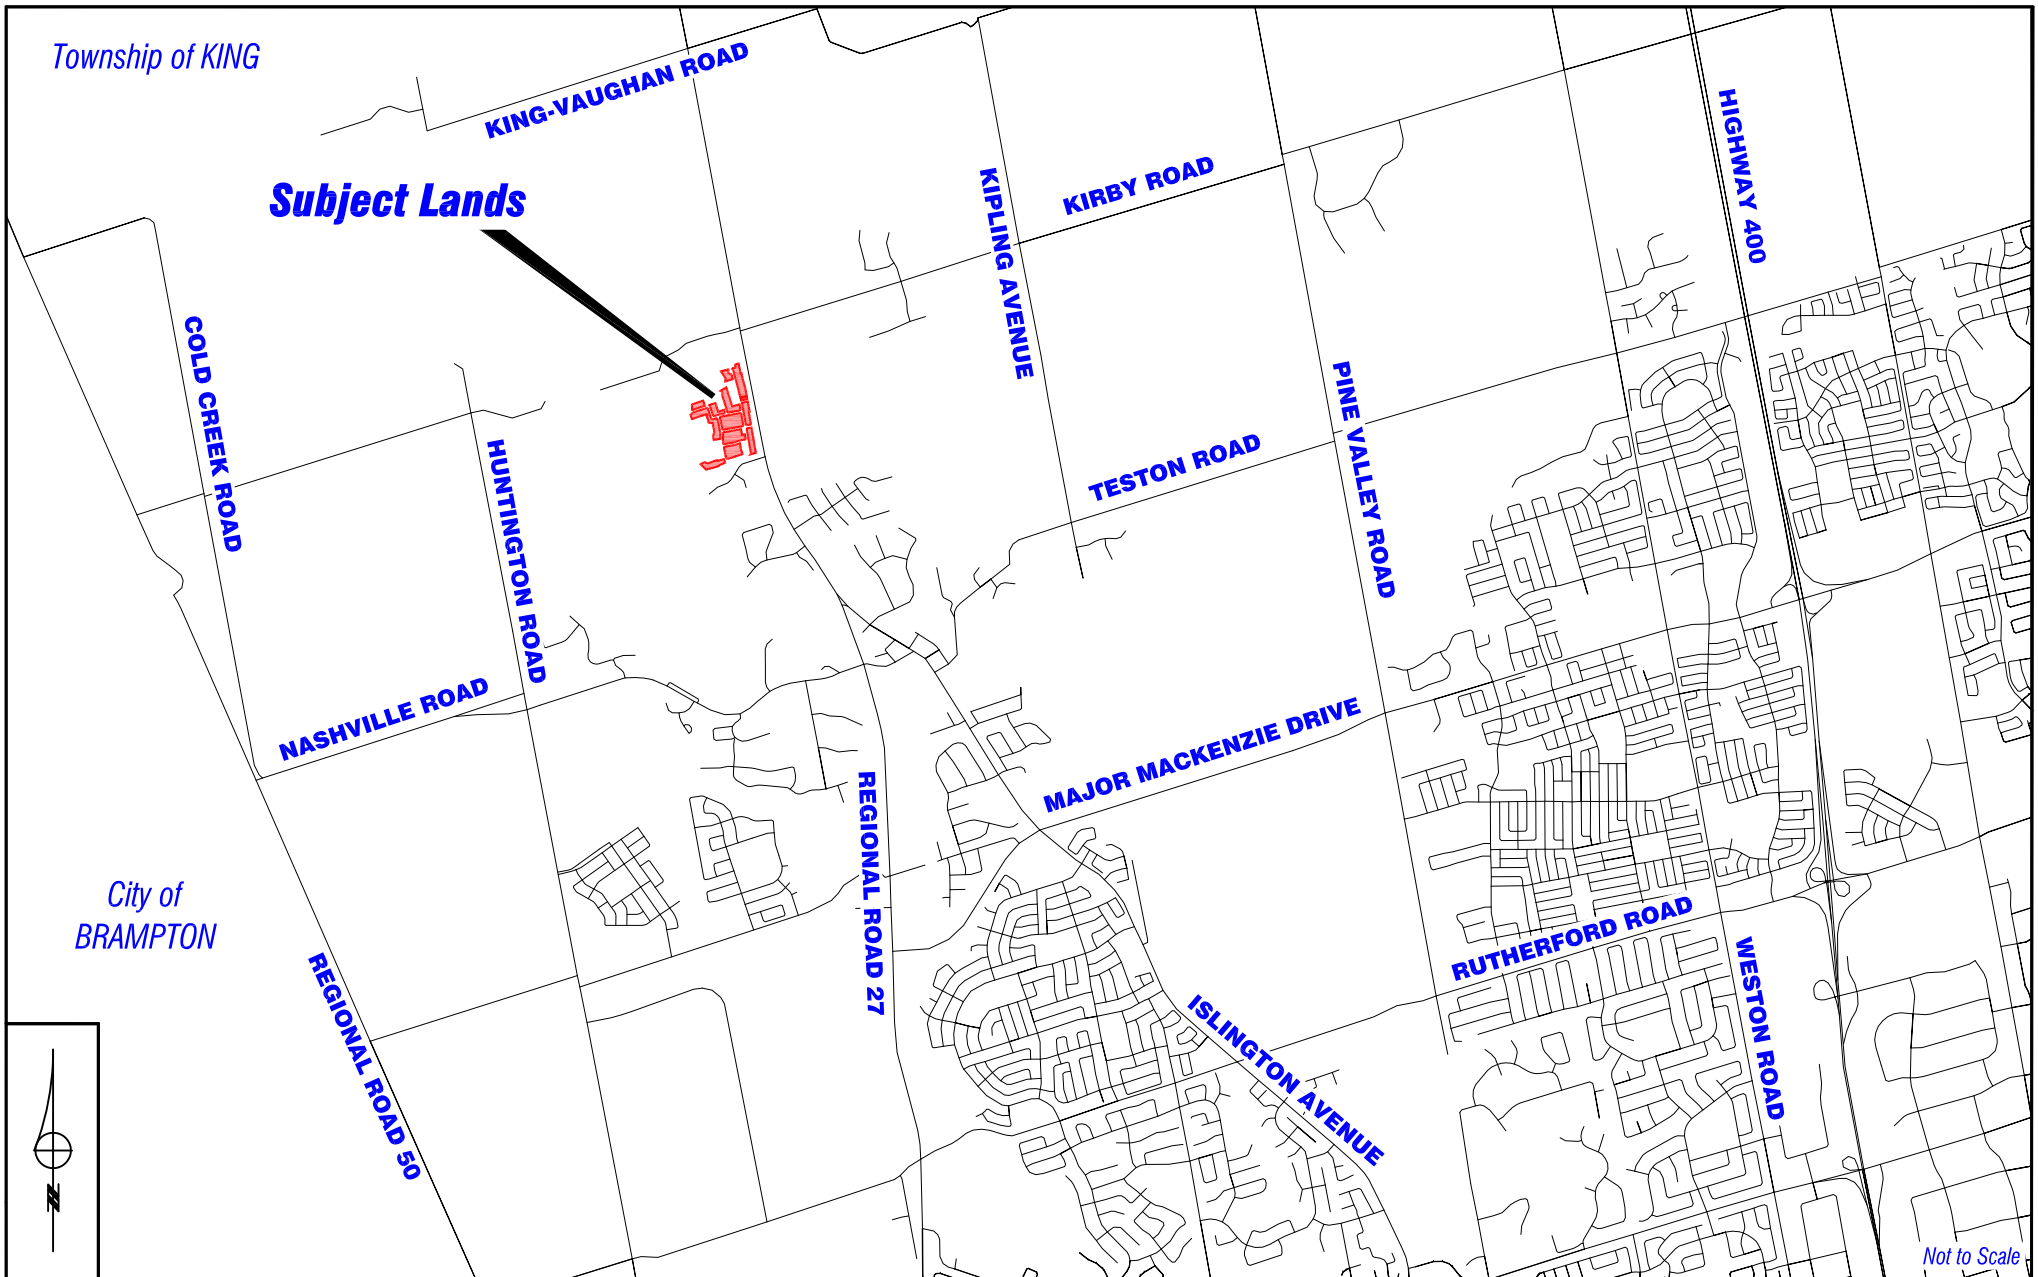 Township of KING
KING-VAUGHAN ROAD
Subject Lands
KIPLING AVENUE
KIRBY ROAD
HIGHWAY 400
COLD CREEK ROAD
HUNTINGTON ROAD
PINE VALLEY ROAD
TESTON ROAD
NASHVILLE ROAD
MAJOR MACKENZIE DRIVE
REGIONAL ROAD 27
City of
BRAMPTON
RUTHERFORD ROAD
WESTON ROAD
REGIONAL ROAD 50
ISLINGTON AVENUE
N
Not to Scale